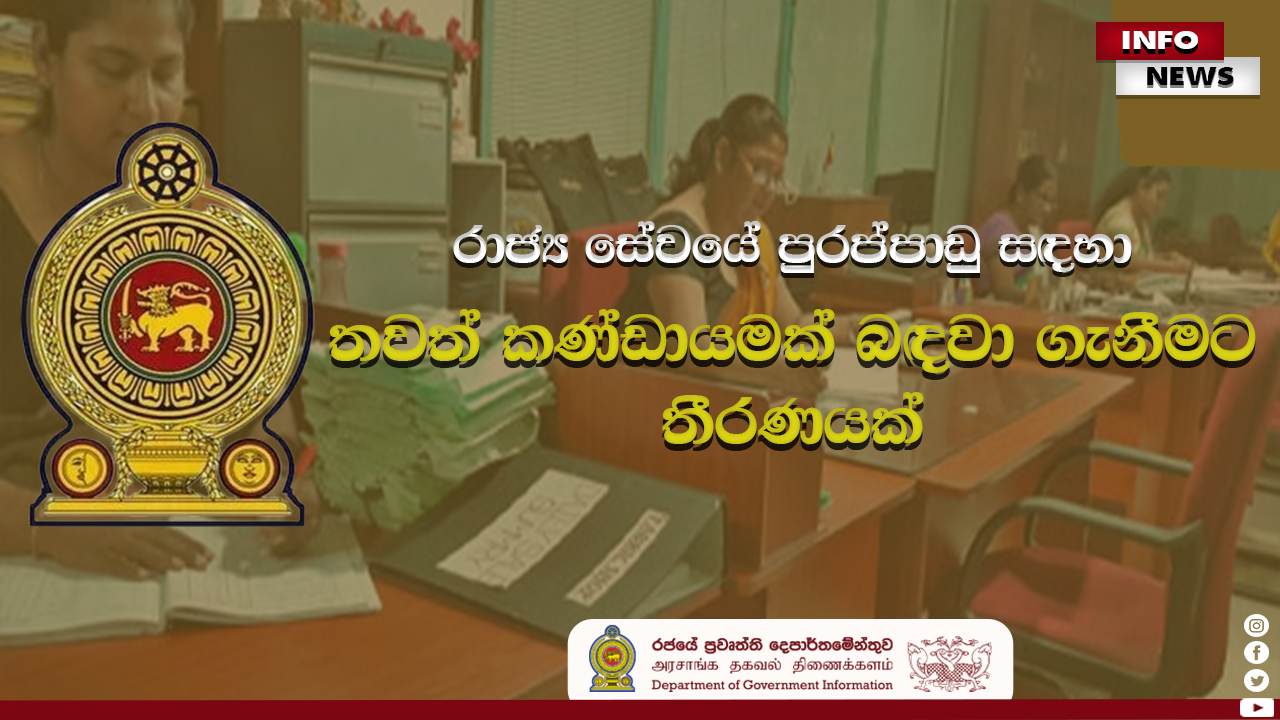 INFO
NEWS
රාජ්‍ය සේවයේ පුරප්පාඩු සඳහා
තවත් කණ්ඩායමක් බඳවා ගැනීමට
තීරණයක්
රජයේ ප්‍රවෘත්ති දෙපාර්තමේන්තුව
அரசாங்க தகவல் திணைக்களம்
Department of Government Information